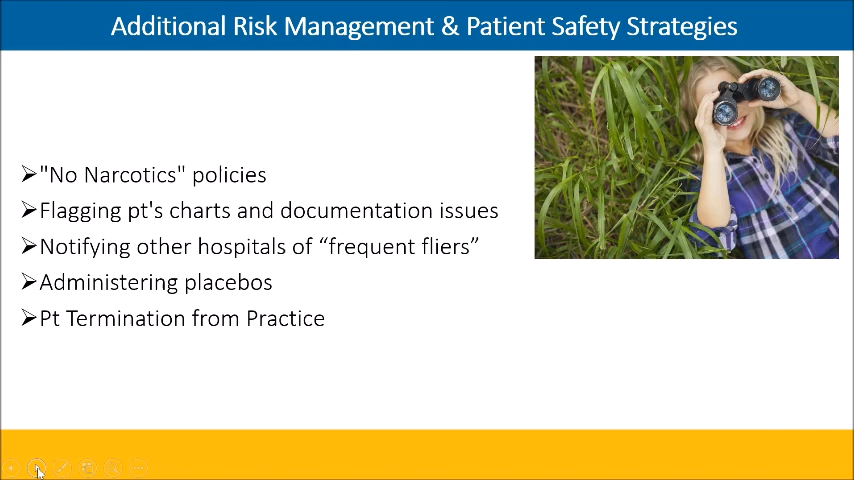 Additional Risk Management & Patient Safety Strategies
➢"No Narcotics" policies
➢Flagging pt's charts and documentation issues
➢Notifying other hospitals of “frequent fliers”
➢Administering placebos
➢Pt Termination from Practice